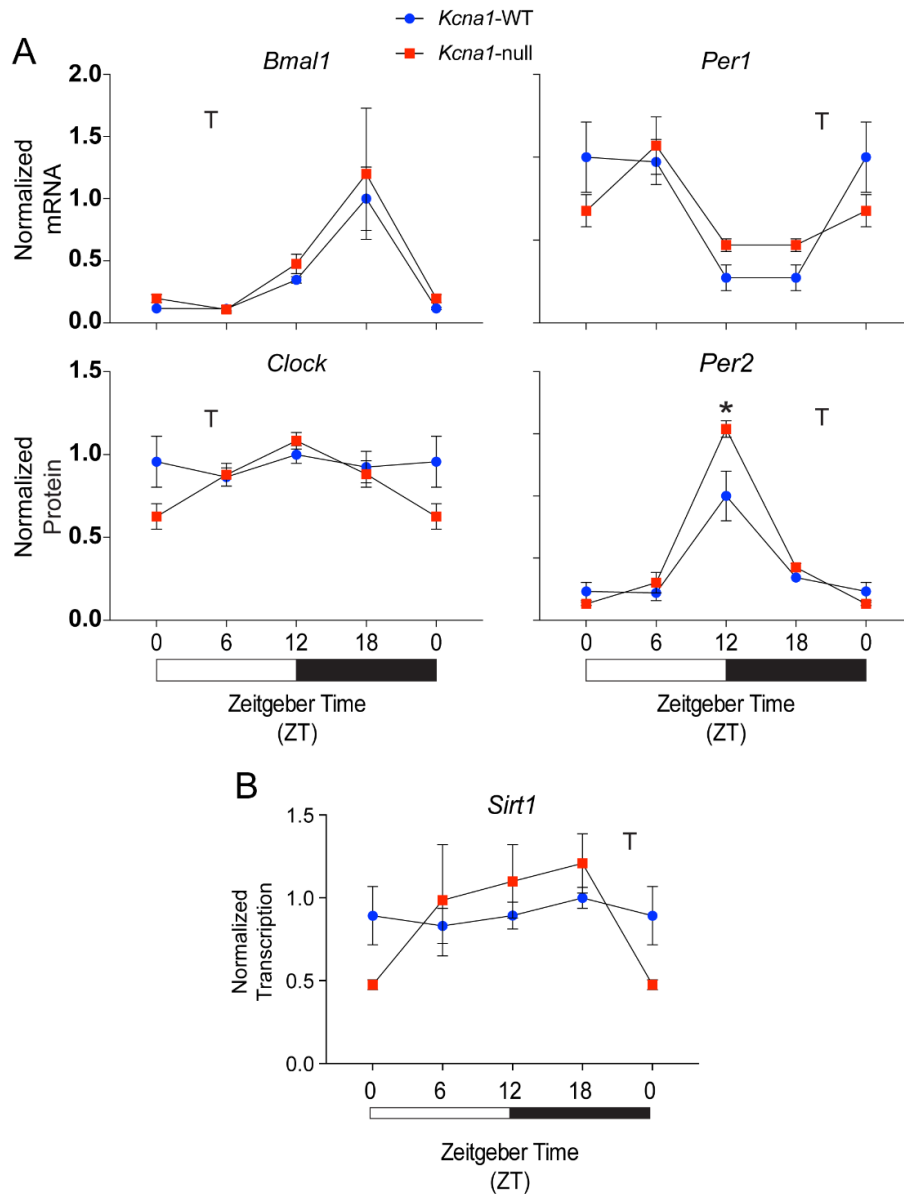 Kcna1-WT
Kcna1-null
A
Bmal1
Per1
2.0
1.5
1.0
0.5
0.0
Normalized
mRNA
T
T
Clock
Per2
1.5
1.0
0.5
0.0
Normalized
Protein
T
*
T
0 6 12 18 0
0 6 12 18 0
Zeitgeber Time
(ZT)
Zeitgeber Time
(ZT)
B
Sirt1
1.5
1.0
0.5
0.0
Normalized
Transcription
T
0 6 12 18 0
Zeitgeber Time
(ZT)